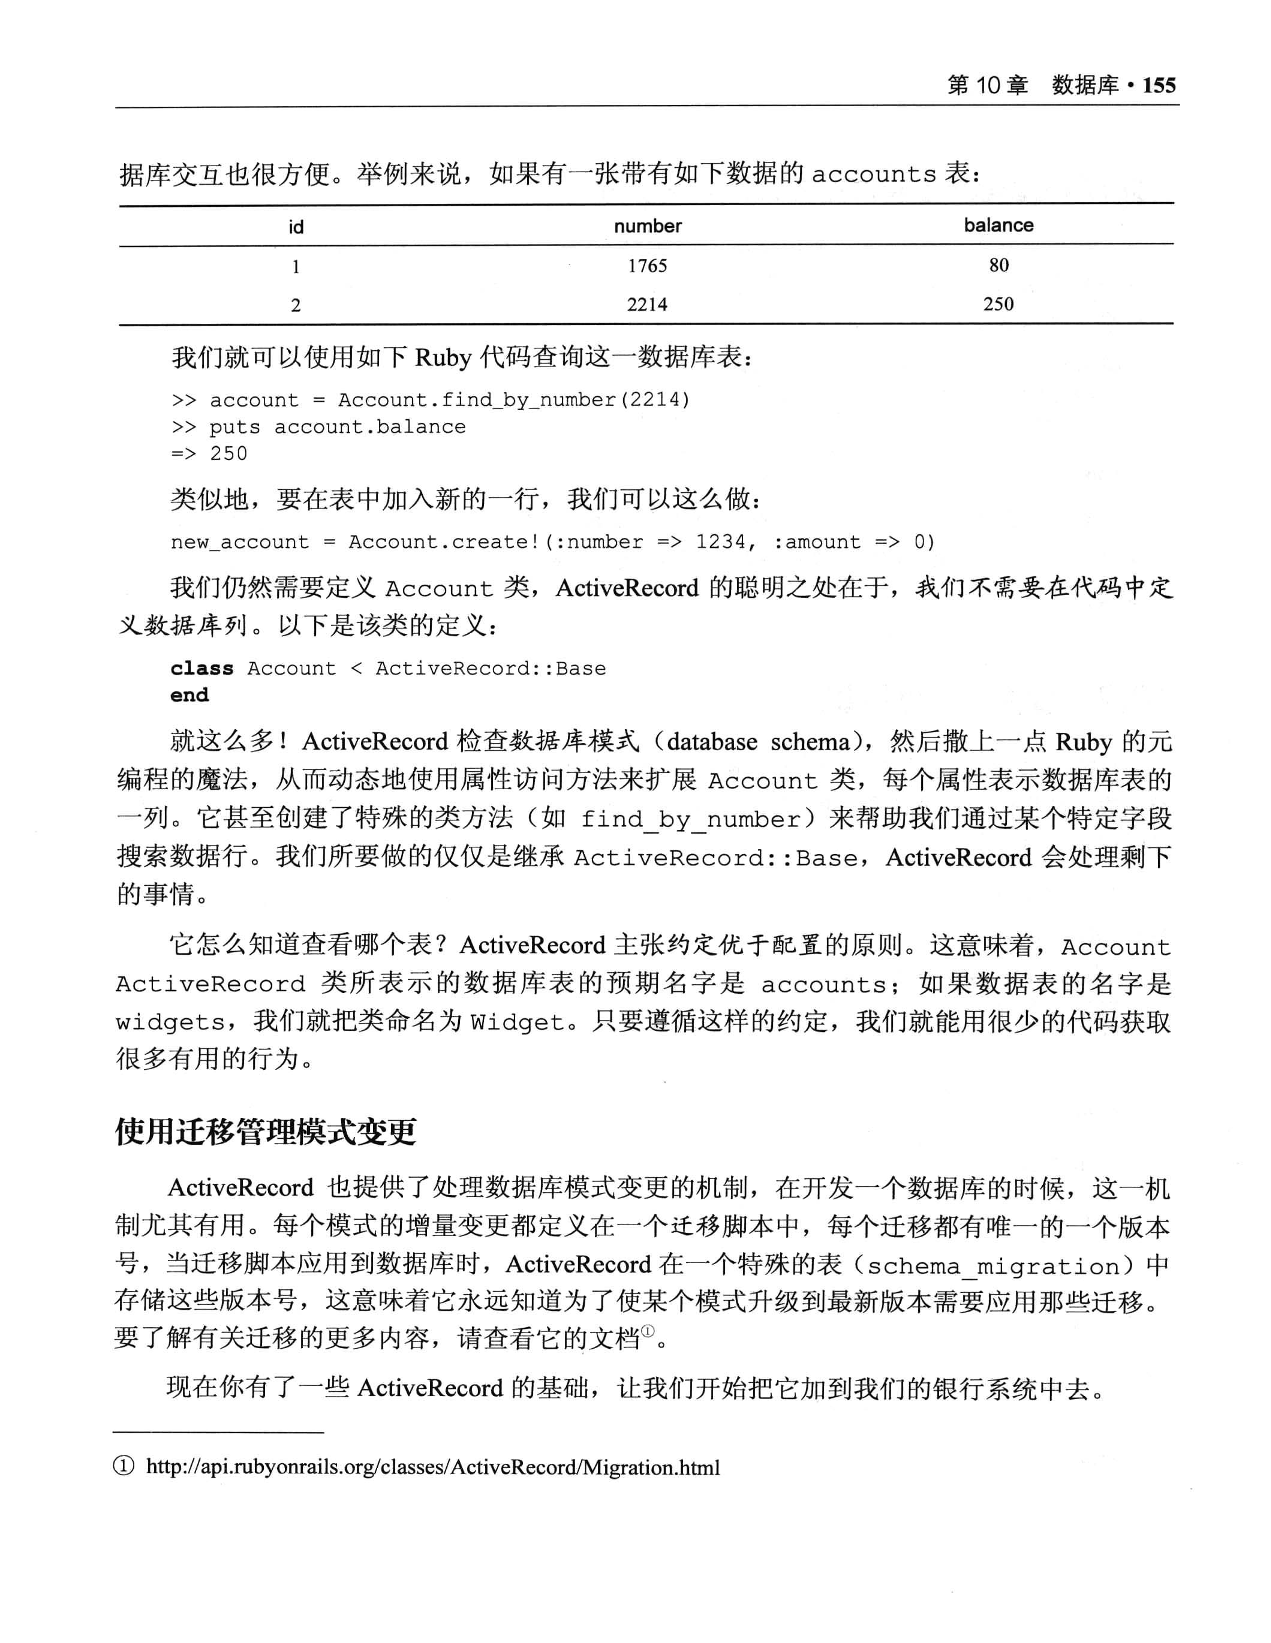 第 10 章　数据库 · 155
据库交互也很方便。举例来说，如果有一张带有如下数据的 accounts 表：
id number balance
1 1765 80
2 2214 250
我们就可以使用如下 Ruby 代码查询这一数据库表：
>> account = Account.find_by_number(2214)
>> puts account.balance
=> 250
类似地，要在表中加入新的一行，我们可以这么做：
new_account = Account.create!(:number => 1234, :amount => 0)
我们仍然需要定义 Account 类，ActiveRecord 的聪明之处在于，我们不需要在代码中定
义数据库列。以下是该类的定义：
class Account < ActiveRecord::Base
end
就这么多！ActiveRecord 检查数据库模式（database schema），然后撒上一点 Ruby 的元
编程的魔法，从而动态地使用属性访问方法来扩展 Account 类，每个属性表示数据库表的
一列。它甚至创建了特殊的类方法（如 find_by_number）来帮助我们通过某个特定字段
搜索数据行。我们所要做的仅仅是继承 ActiveRecord::Base，ActiveRecord 会处理剩下
的事情。
它怎么知道查看哪个表？ActiveRecord 主张约定优于配置的原则。这意味着，Account
ActiveRecord 类所表示的数据库表的预期名字是 accounts；如果数据表的名字是
widgets，我们就把类命名为 Widget。只要遵循这样的约定，我们就能用很少的代码获取
很多有用的行为。
使用迁移管理模式变更
ActiveRecord 也提供了处理数据库模式变更的机制，在开发一个数据库的时候，这一机
制尤其有用。每个模式的增量变更都定义在一个迁移脚本中，每个迁移都有唯一的一个版本
号，当迁移脚本应用到数据库时，ActiveRecord 在一个特殊的表（schema_migration）中
存储这些版本号，这意味着它永远知道为了使某个模式升级到最新版本需要应用那些迁移。
要了解有关迁移的更多内容，请查看它的文档①。
现在你有了一些 ActiveRecord 的基础，让我们开始把它加到我们的银行系统中去。
① http://api.rubyonrails.org/classes/ActiveRecord/Migration.html